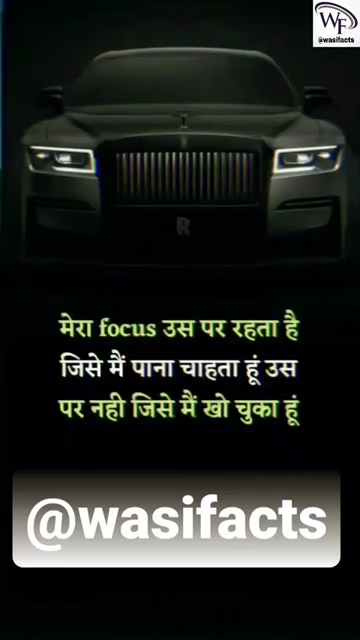 WF
@wasifacts
R
मेरा focus उस पर रहता है
जिसे मैं पाना चाहता हूं उस
पर नही जिसे मैं खो चुका हूं
@wasifacts